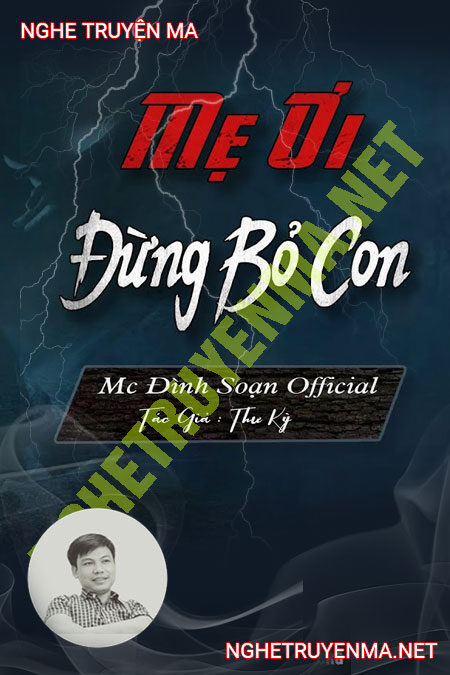 NGHE TRUYỆN MA
MẸ ƠI
Đừng Bỏ Con
NGHETRUYENMA.NET
Mc Đình Soạn Official
Tác Giả : Thư Kỳ
NGHETRUYENMA.NET